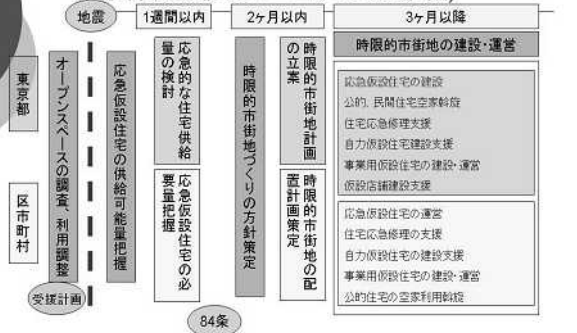 地震
1週間以内
2ヶ月以内
3ヶ月以降
東京都
区市町村
オープンスペースの調査、利用調整
受援計画
応急仮設住宅の供給可能量把握
応急的な住宅供給量の検討
応急仮設住宅の必要量把握
時限的市街地づくりの方針策定
時限的市街地計画の立案
時限的市街地の配置計画策定
84条
時限的市街地の建設・運営
応急仮設住宅の建設
公的、民間住宅空家斡旋
住宅応急修理支援
自力仮設住宅建設支援
事業用仮設住宅の建設・運営
仮設店舗建設支援
応急仮設住宅の運営
住宅応急修理の支援
自力仮設住宅の建設支援
事業用仮設住宅の建設・運営
公的住宅の空家利用斡旋